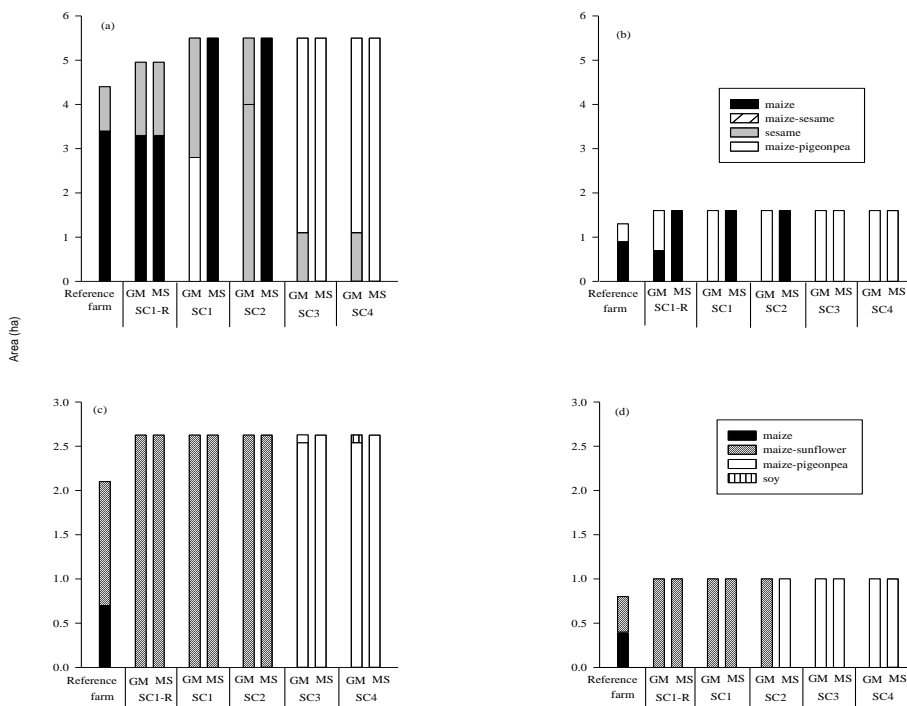 (a)
6
5
4
3
2
1
0
GM MS GM MS GM MS GM MS GM MS
Reference farm
SC1-R SC1 SC2 SC3 SC4
(b)
6
5
4
3
2
1
0
maize
maize-sesame
sesame
maize-pigeonpea
GM MS GM MS GM MS GM MS GM MS
Reference
farm
SC1-R SC1 SC2 SC3 SC4
Area (ha)
(c)
3.0
2.5
2.0
1.5
1.0
0.5
0.0
GM MS GM MS GM MS GM MS GM MS
Reference
farm
SC1-R SC1 SC2 SC3 SC4
(d)
3.0
2.5
2.0
1.5
1.0
0.5
0.0
maize
maize-sunflower
maize-pigeonpea
soy
GM MS GM MS GM MS GM MS GM MS
Reference
farm
SC1-R SC1 SC2 SC3 SC4